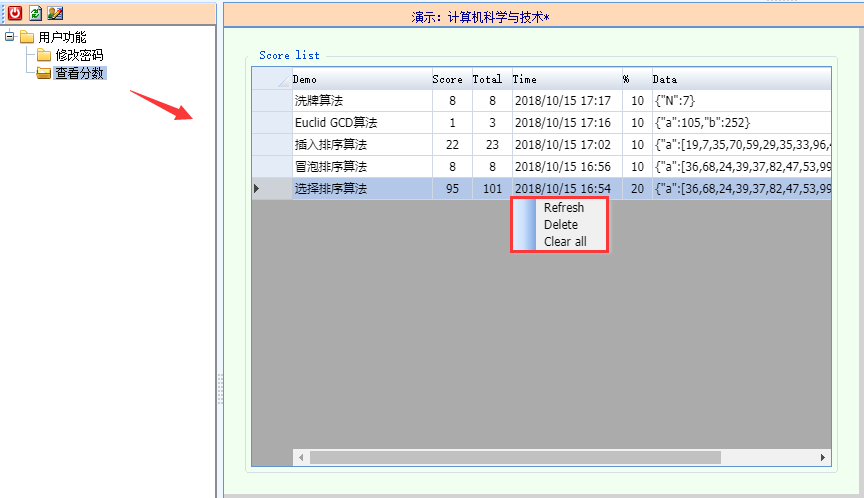 演示：计算机科学与技术*
用户功能
修改密码
查看分数
Score list
Demo Score Total Time % Data
洗牌算法 8 8 2018/10/15 17:17 10 {"N":7}
Euclid GCD算法 1 3 2018/10/15 17:16 10 {"a":105,"b":252}
插入排序算法 22 23 2018/10/15 17:02 10 {"a":[19,7,35,70,59,29,35,33,96,4
冒泡排序算法 8 8 2018/10/15 16:56 10 {"a":[36,68,24,39,37,82,47,53,99
选择排序算法 95 101 2018/10/15 16:54 20 {"a":[36,68,24,39,37,82,47,53,99
Refresh
Delete
Clear all